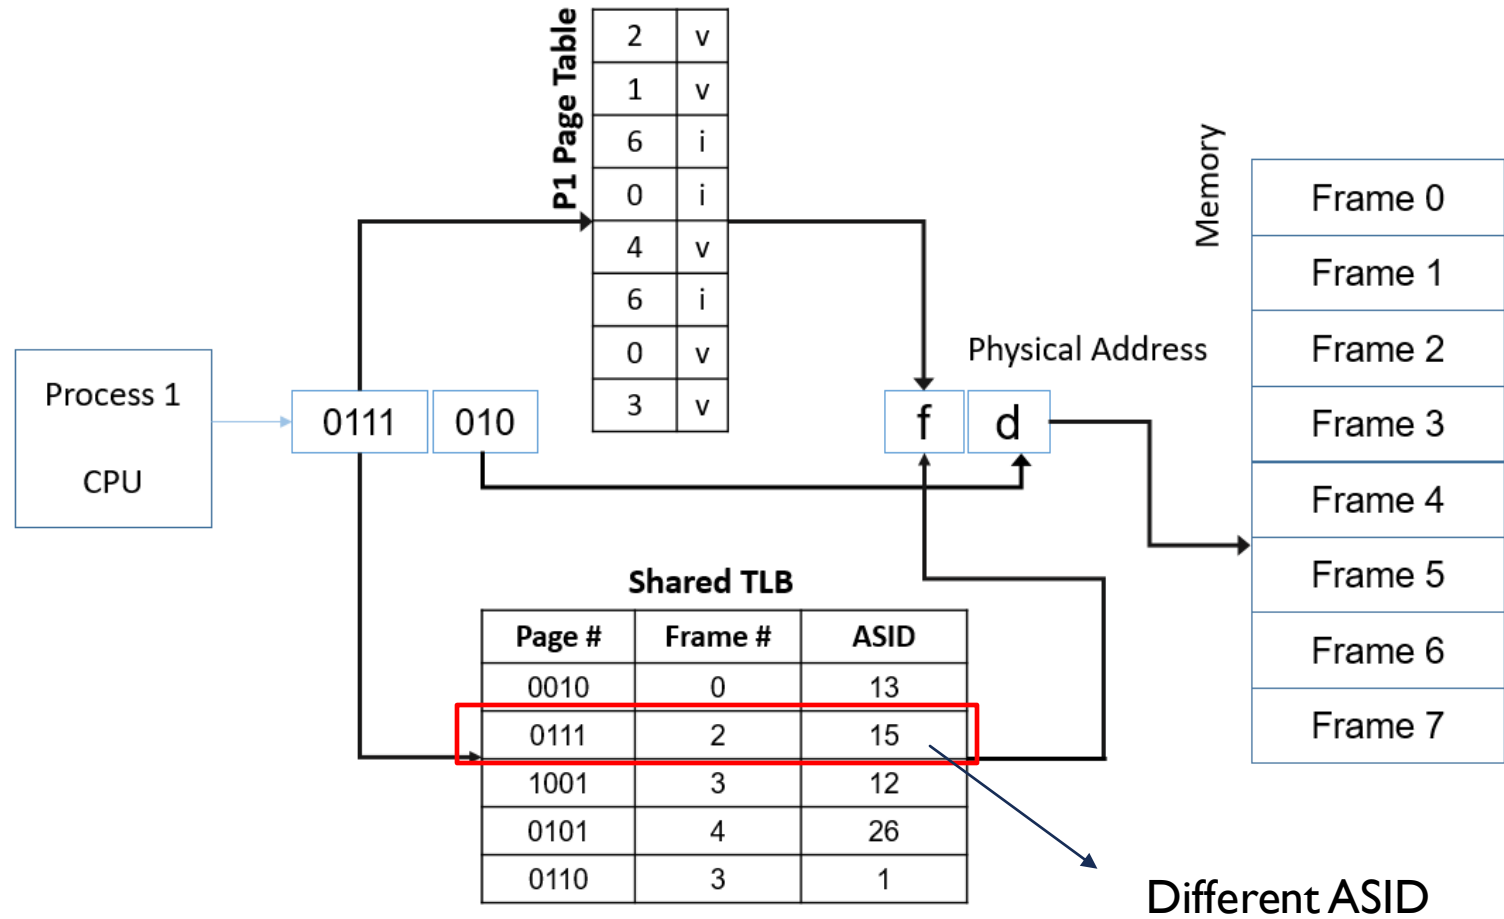 P1 Page Table
2 v
1 v
6 i
0 i
4 v
6 i
0 v
3 v
Process 1
CPU
0111 010
Physical Address
f d
Memory
Frame 0
Frame 1
Frame 2
Frame 3
Frame 4
Frame 5
Frame 6
Frame 7
Shared TLB
Page # Frame # ASID
0010 0 13
0111 2 15
1001 3 12
0101 4 26
0110 3 1
Different ASID